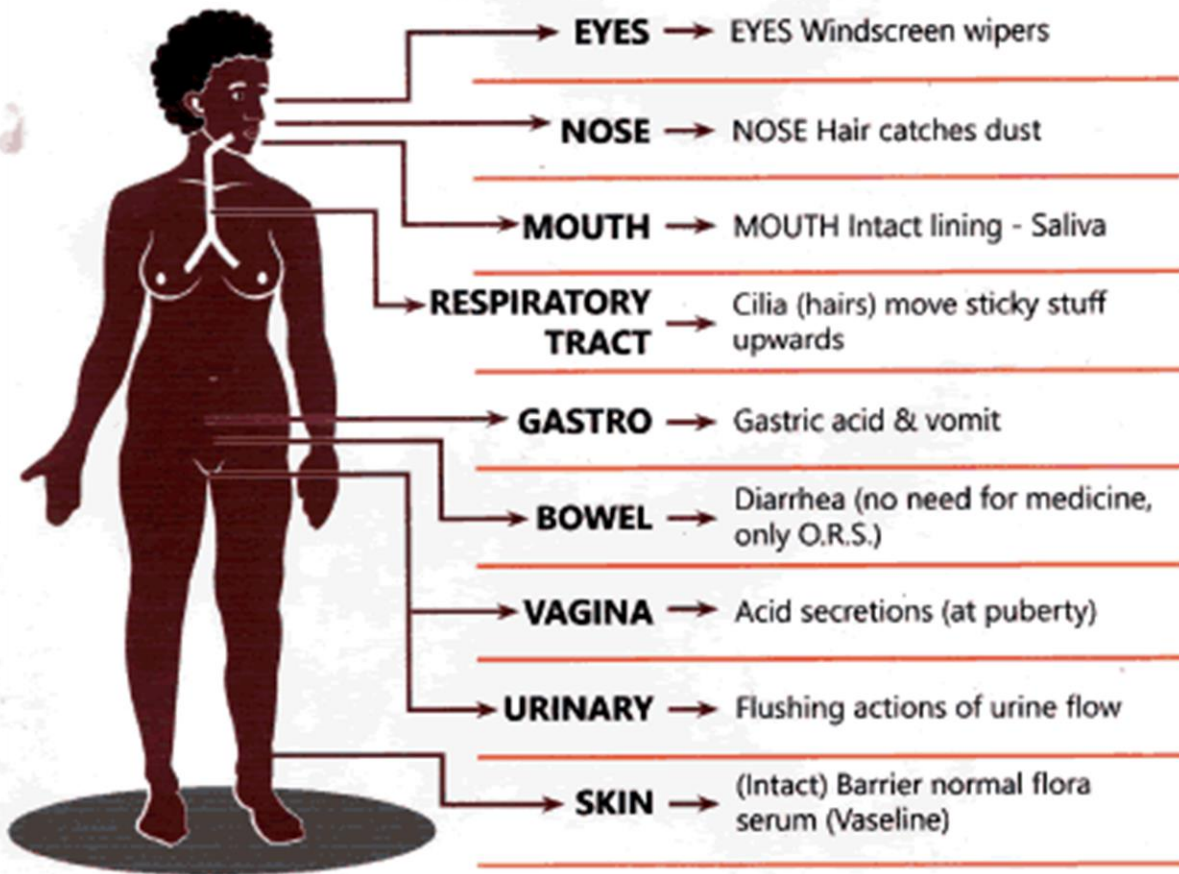 EYES → EYES Windscreen wipers
NOSE → NOSE Hair catches dust
MOUTH → MOUTH Intact lining - Saliva
RESPIRATORY
TRACT → Cilia (hairs) move sticky stuff
upwards
GASTRO → Gastric acid & vomit
BOWEL → Diarrhea (no need for medicine,
only O.R.S.)
VAGINA → Acid secretions (at puberty)
URINARY → Flushing actions of urine flow
SKIN → (Intact) Barrier normal flora
serum (Vaseline)